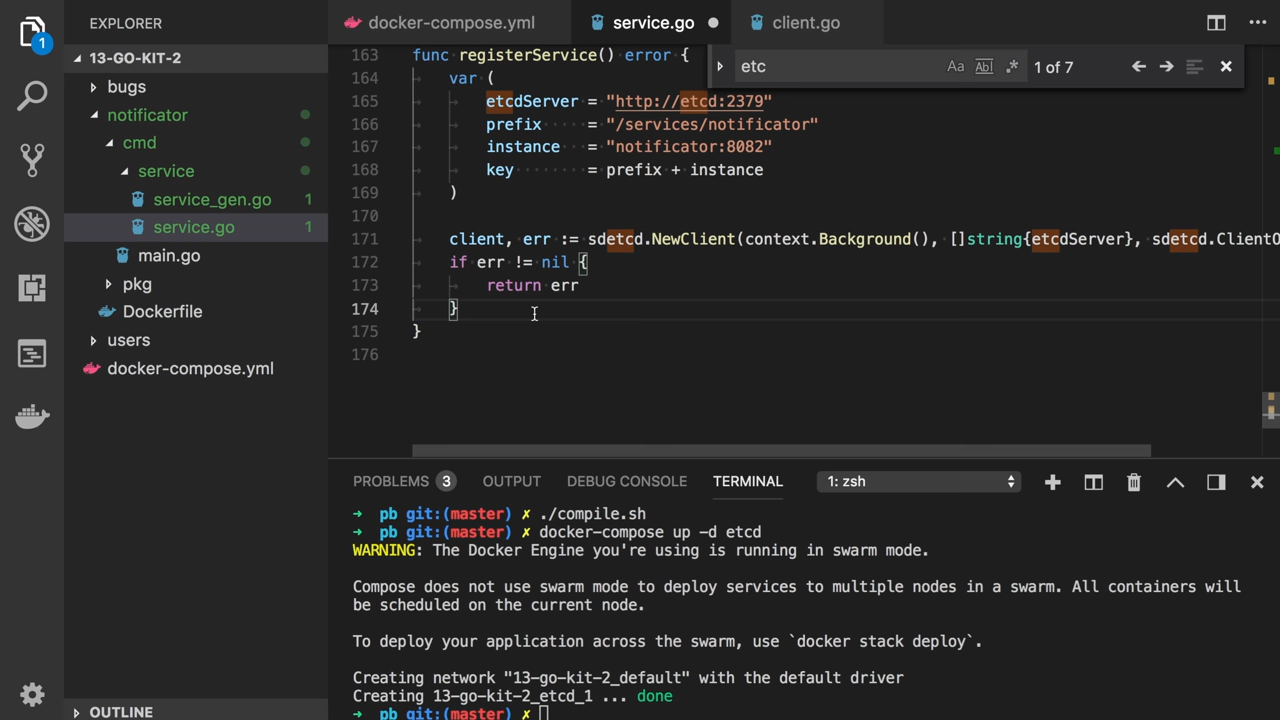 EXPLORER
docker-compose.yml
service.go
client.go
1
13-GO-KIT-2
bugs
notificator
cmd
service
service_gen.go 1
service.go 1
main.go
pkg
Dockerfile
users
docker-compose.yml
OUTLINE
etc
Aa Abl .* 1 of 7
163 func registerService() error {
164 var (
165 etcdServer = "http://etcd:2379"
166 prefix ····· = "/services/notificator"
167 instance ·· = "notificator:8082"
168 key ········ = prefix + instance
169 )
170
171 client, err := sdetcd.NewClient(context.Background(), []string{etcdServer}, sdetcd.ClientO
172 if err != nil {
173 return err
174 }
175 }
176
PROBLEMS 3 OUTPUT DEBUG CONSOLE TERMINAL 1: zsh
→ pb git:(master) ✗ ./compile.sh
→ pb git:(master) ✗ docker-compose up -d etcd
WARNING: The Docker Engine you're using is running in swarm mode.
Compose does not use swarm mode to deploy services to multiple nodes in a swarm. All containers will
be scheduled on the current node.
To deploy your application across the swarm, use `docker stack deploy`.
Creating network "13-go-kit-2_default" with the default driver
Creating 13-go-kit-2_etcd_1 ... done
→ pb git:(master) ✗